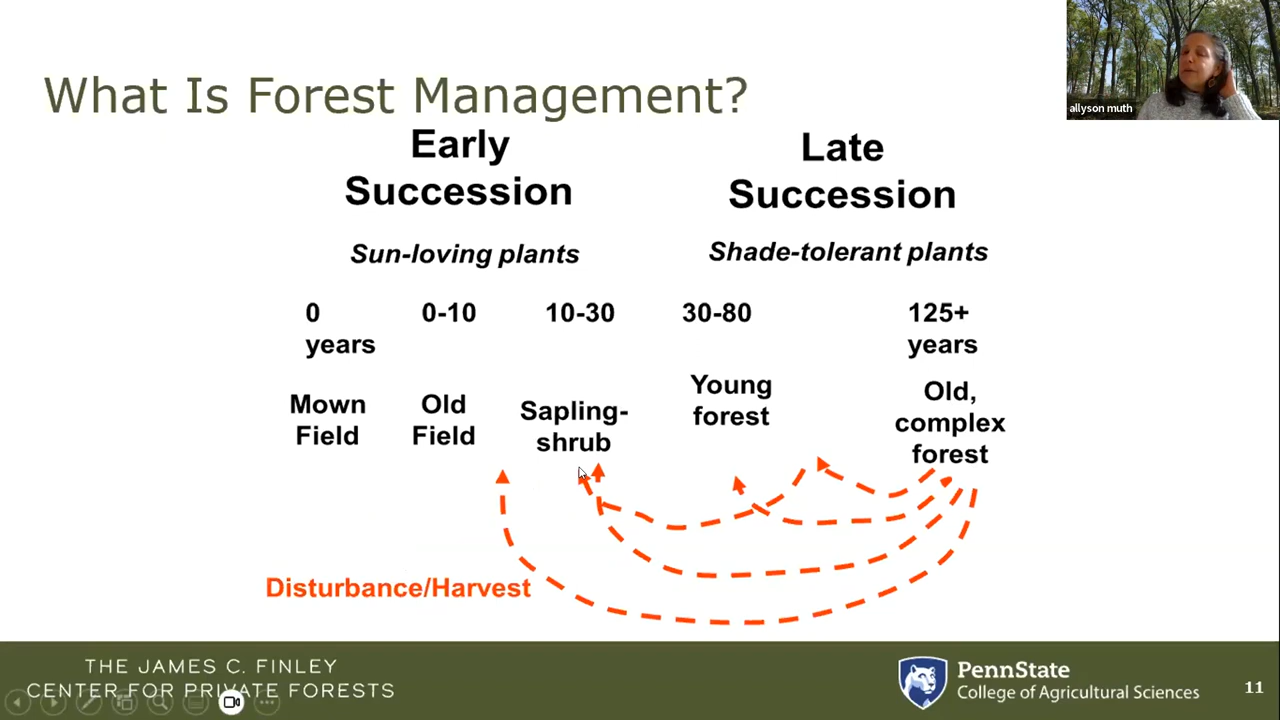 What Is Forest Management?
allyson muth
Early
Succession
Late
Succession
Sun-loving plants
Shade-tolerant plants
0
years
0-10
10-30
30-80
125+
years
Mown
Field
Old
Field
Sapling-
shrub
Young
forest
Old,
complex
forest
Disturbance/Harvest
THE JAMES C. FINLEY
CENTER FOR PRIVATE FORESTS
PennState
College of Agricultural Sciences
11